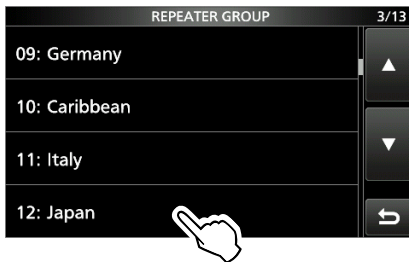 REPEATER GROUP 3/13
09: Germany
10: Caribbean
11: Italy
12: Japan